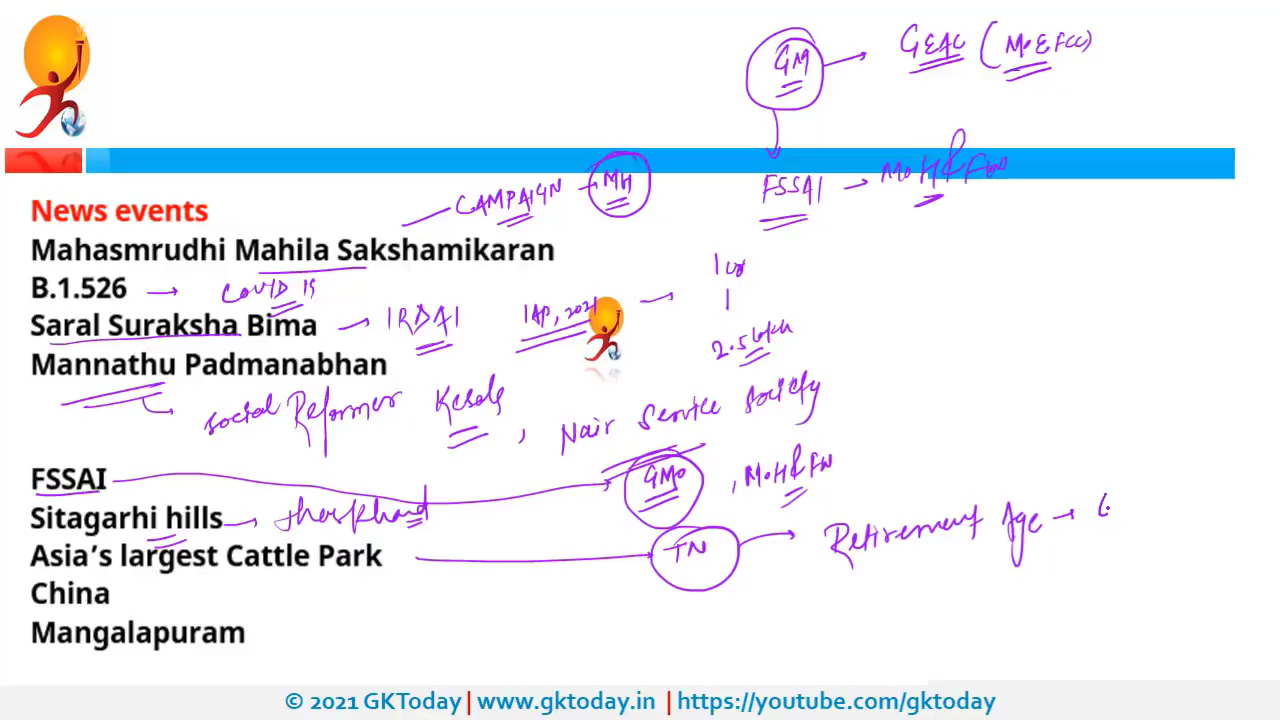 GM → GEAC (MoEFCC)
FSSAI → MoH&FW
CAMPAIGN → MH
News events
Mahasmrudhi Mahila Sakshamikaran
1 cr
B.1.526 → COVID 19
1
Saral Suraksha Bima → IRDAI 1AP, 2021
2.5 lakh
Mannathu Padmanabhan
Social Reformer Kerala, Nair Service Society
FSSAI GMO, MoH&FW
Sitagarhi hills → Jharkhand
Asia's largest Cattle Park TN → Retirement Age →
China
Mangalapuram
© 2021 GKToday | www.gktoday.in | https://youtube.com/gktoday